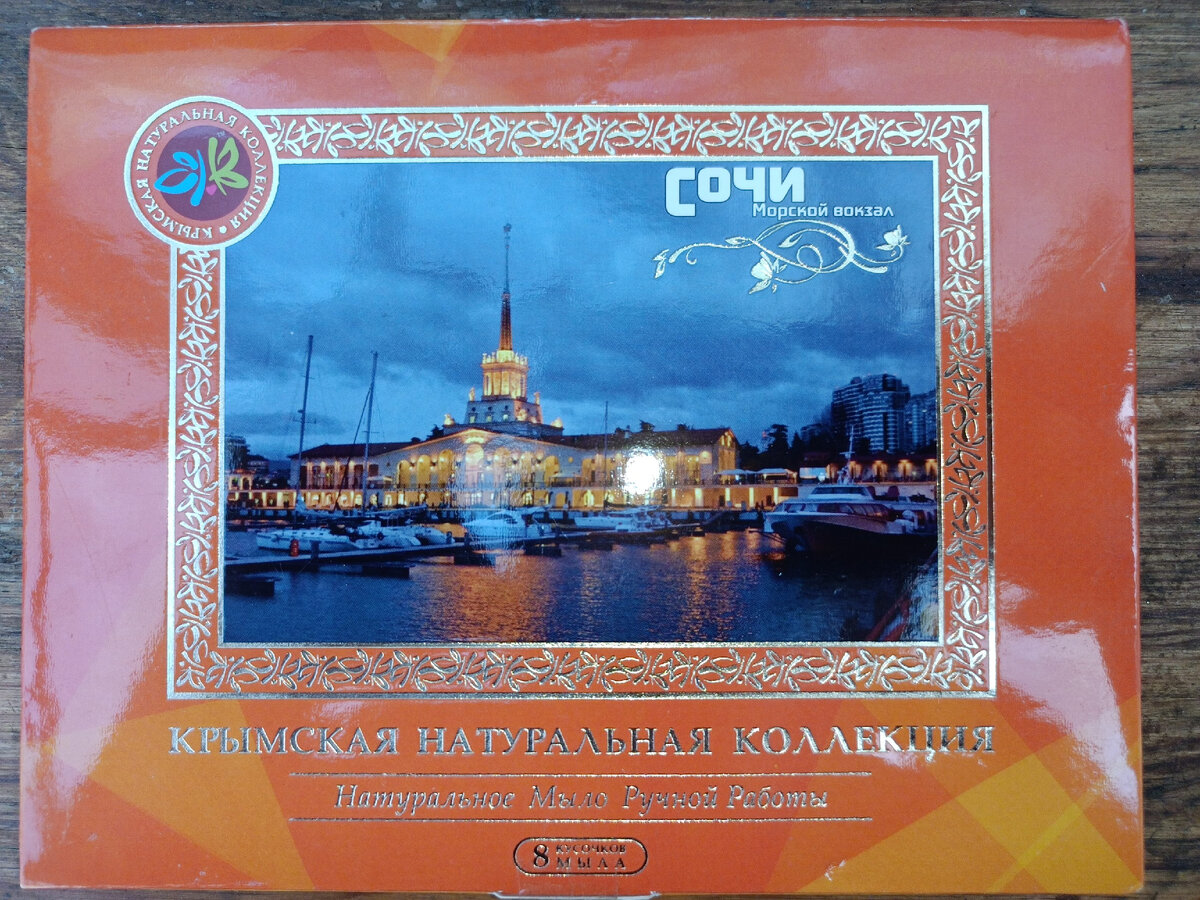 КРЫМСКАЯ НАТУРАЛЬНАЯ КОЛЛЕКЦИЯ •
Сочи
Морской вокзал
КРЫМСКАЯ НАТУРАЛЬНАЯ КОЛЛЕКЦИЯ
Натуральное Мыло Ручной Работы
8 КУСОЧКОВ
МЫЛА